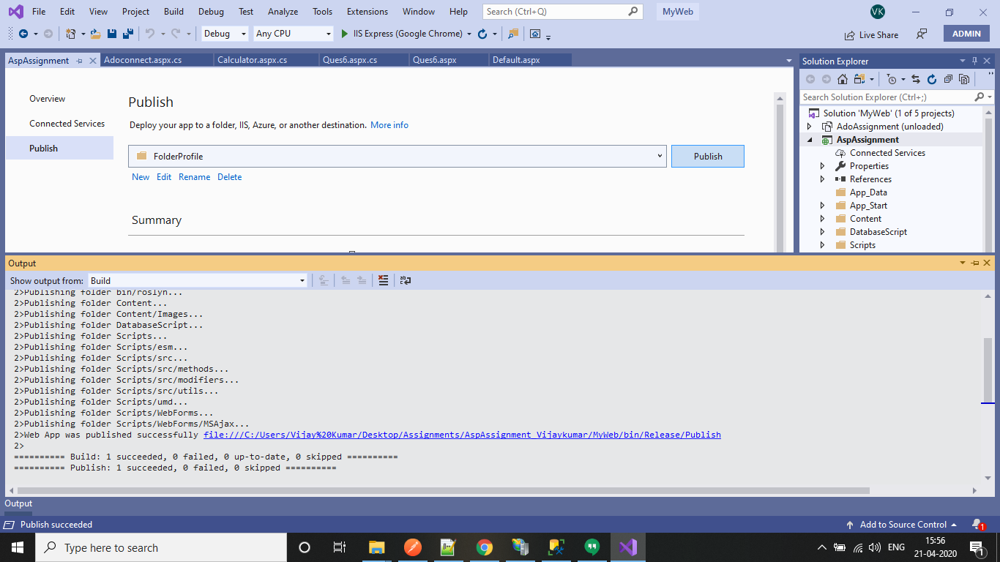 File Edit View Project Build Debug Test Analyze Tools Extensions Window Help Search (Ctrl+Q) MyWeb VK
Debug Any CPU IIS Express (Google Chrome) Live Share ADMIN
AspAssignment Adoconnect.aspx.cs Calculator.aspx.cs Ques6.aspx.cs Ques6.aspx Default.aspx
Overview
Connected Services
Publish
Publish
Deploy your app to a folder, IIS, Azure, or another destination. More info
FolderProfile Publish
New Edit Rename Delete
Summary
Solution Explorer
Search Solution Explorer (Ctrl+;)
Solution 'MyWeb' (1 of 5 projects)
AdoAssignment (unloaded)
AspAssignment
Connected Services
Properties
References
App_Data
App_Start
Content
DatabaseScript
Scripts
Output
Show output from: Build
2>Publishing folder bin/roslyn...
2>Publishing folder Content...
2>Publishing folder Content/Images...
2>Publishing folder DatabaseScript...
2>Publishing folder Scripts...
2>Publishing folder Scripts/esm...
2>Publishing folder Scripts/src...
2>Publishing folder Scripts/src/methods...
2>Publishing folder Scripts/src/modifiers...
2>Publishing folder Scripts/src/utils...
2>Publishing folder Scripts/umd...
2>Publishing folder Scripts/WebForms...
2>Publishing folder Scripts/WebForms/MSAjax...
2>Web App was published successfully file:///C:/Users/Vijay%20Kumar/Desktop/Assignments/AspAssignment_Vijaykumar/MyWeb/bin/Release/Publish
2>
========== Build: 1 succeeded, 0 failed, 0 up-to-date, 0 skipped ==========
========== Publish: 1 succeeded, 0 failed, 0 skipped ==========
Output
Publish succeeded Add to Source Control 1
Type here to search ENG 15:56
21-04-2020 1